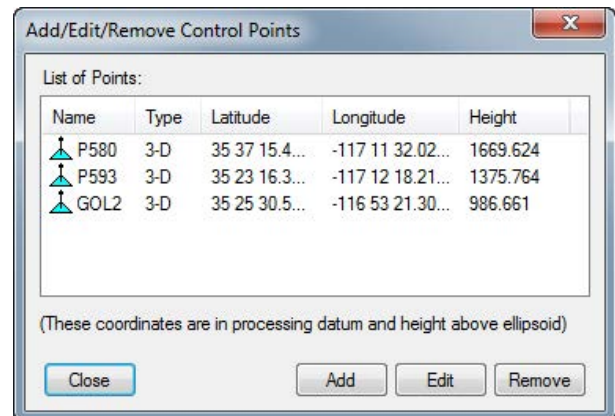 Add/Edit/Remove Control Points
List of Points:
Name Type Latitude Longitude Height
P580 3-D 35 37 15.4... -117 11 32.02... 1669.624
P593 3-D 35 23 16.3... -117 12 18.21... 1375.764
GOL2 3-D 35 25 30.5... -116 53 21.30... 986.661
(These coordinates are in processing datum and height above ellipsoid)
Close Add Edit Remove